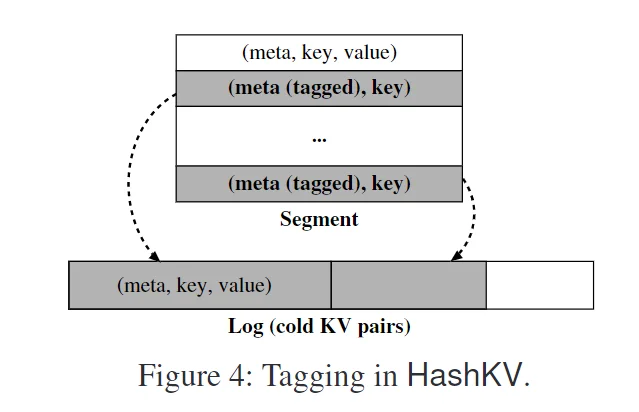 (meta, key, value)
(meta (tagged), key)
...
(meta (tagged), key)
Segment
(meta, key, value)
Log (cold KV pairs)
Figure 4: Tagging in HashKV.